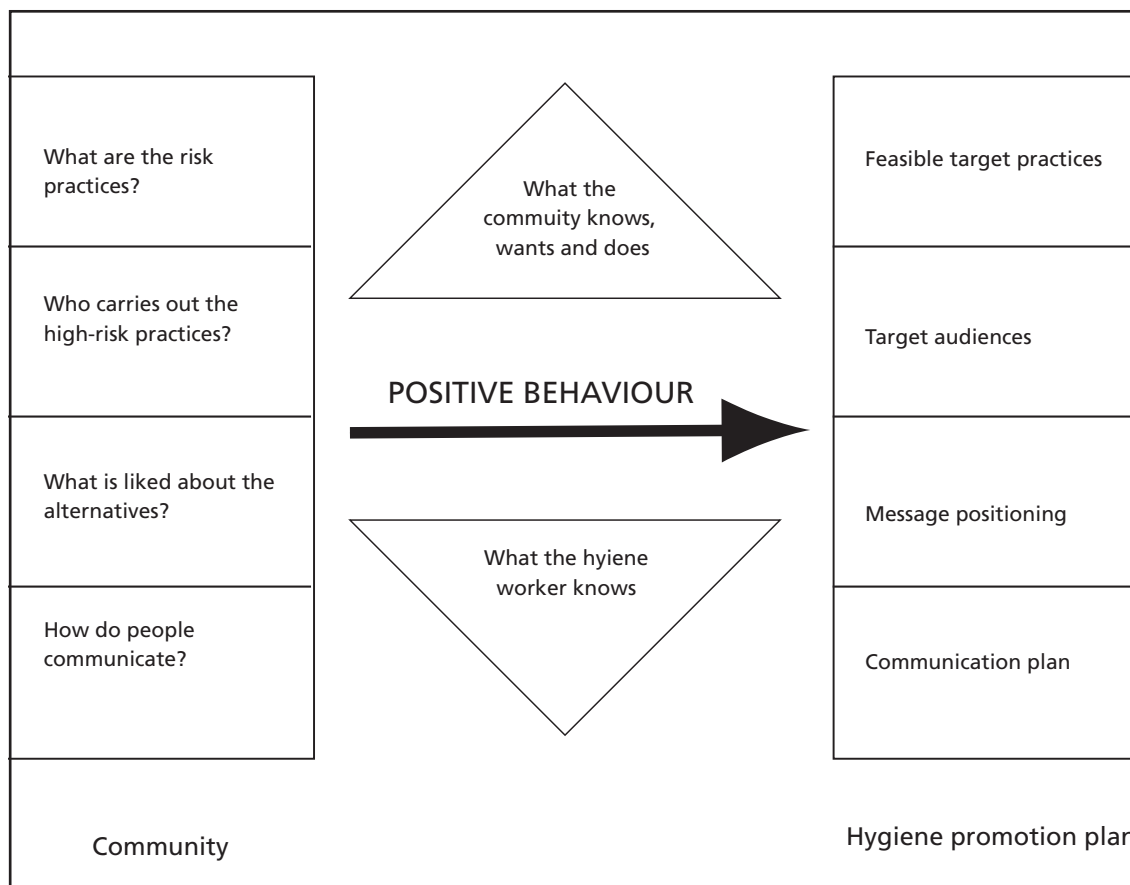 What are the risk
practices?
Who carries out the
high-risk practices?
What is liked about the
alternatives?
How do people
communicate?
Community
What the
commuity knows,
wants and does
POSITIVE BEHAVIOUR
What the hyiene
worker knows
Feasible target practices
Target audiences
Message positioning
Communication plan
Hygiene promotion plan